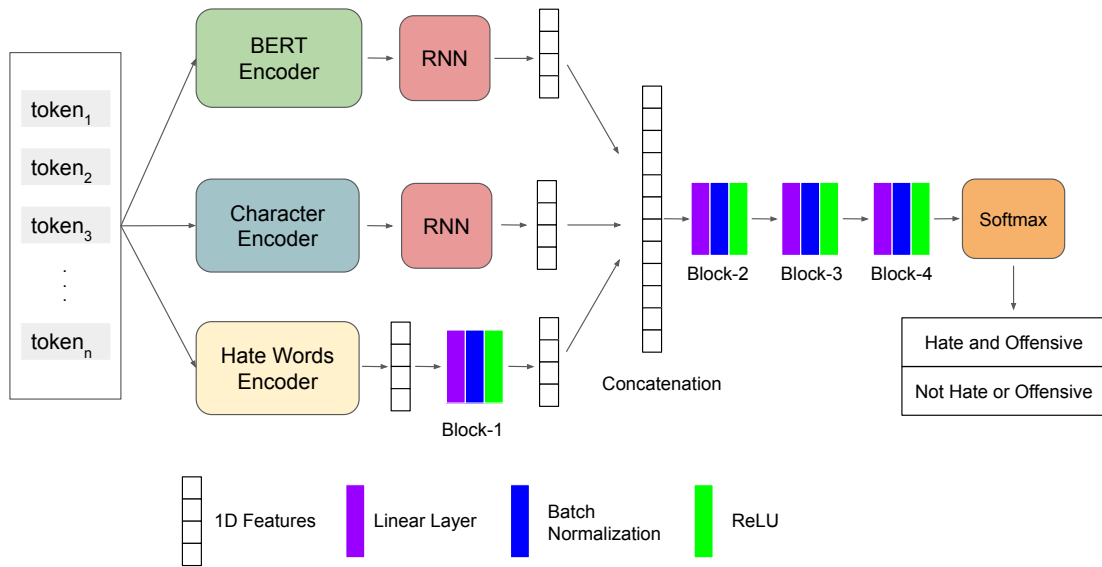 token1
token2
token3
.
.
.
tokenn
BERT
Encoder
RNN
Character
Encoder
RNN
Hate Words
Encoder
Block-1
Concatenation
Block-2
Block-3
Block-4
Softmax
Hate and Offensive
Not Hate or Offensive
1D Features
Linear Layer
Batch
Normalization
ReLU